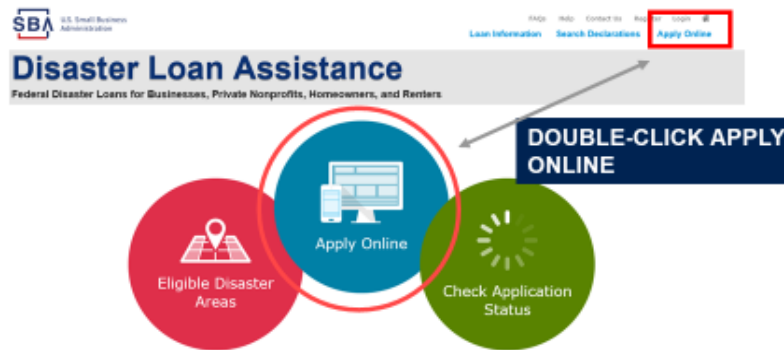 SBA U.S. Small Business
Administration
FAQs Help Contact Us Register Login
Loan Information Search Declarations Apply Online
Disaster Loan Assistance
Federal Disaster Loans for Businesses, Private Nonprofits, Homeowners, and Renters
DOUBLE-CLICK APPLY
ONLINE
Apply Online
Eligible Disaster
Areas
Check Application
Status